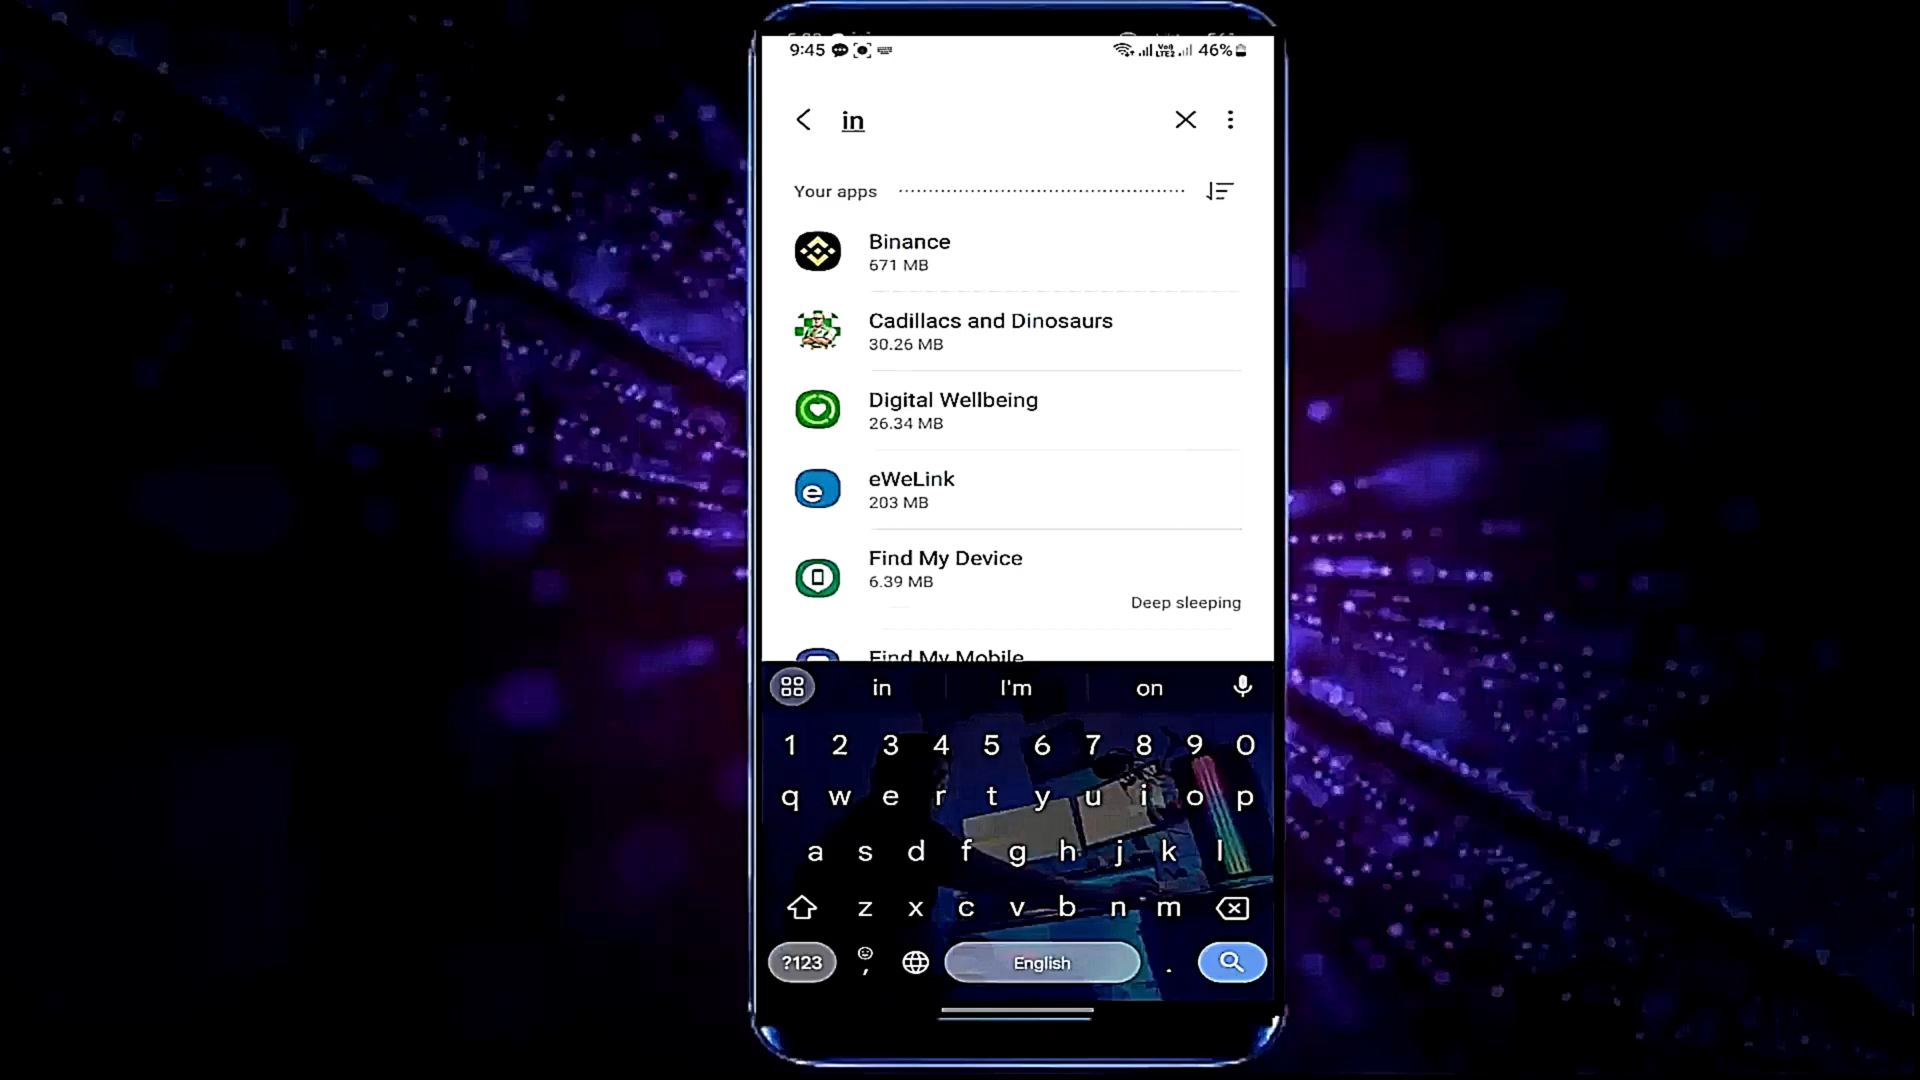 9:45 46%
in
Your apps
Binance
671 MB
Cadillacs and Dinosaurs
30.26 MB
Digital Wellbeing
26.34 MB
eWeLink
203 MB
Find My Device
6.39 MB
Deep sleeping
Find My Mobile
in I'm on
1 2 3 4 5 6 7 8 9 0
q w e r t y u i o p
a s d f g h j k l
z x c v b n m
?123 , English .